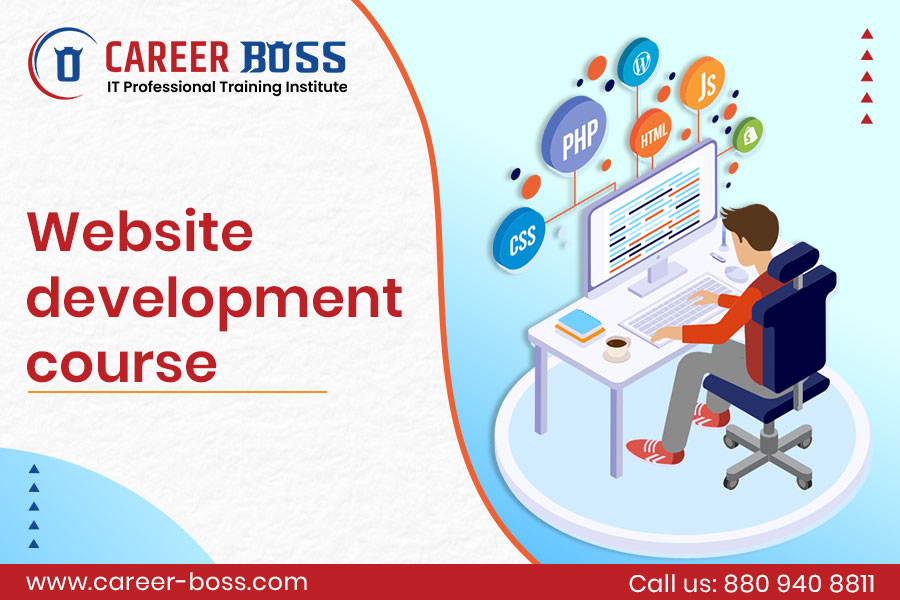 CAREER BOSS
IT Professional Training Institute
Website
development
course
PHP
JS
HTML
CSS
www.career-boss.com
Call us: 880 940 8811